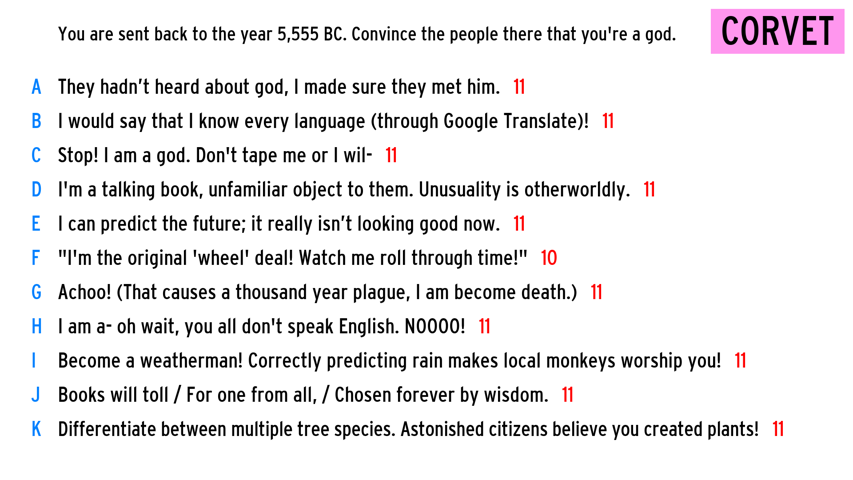 You are sent back to the year 5,555 BC. Convince the people there that you're a god.
CORVET
A They hadn’t heard about god, I made sure they met him. 11
B I would say that I know every language (through Google Translate)! 11
C Stop! I am a god. Don't tape me or I wil- 11
D I'm a talking book, unfamiliar object to them. Unusuality is otherworldly. 11
E I can predict the future; it really isn’t looking good now. 11
F "I'm the original 'wheel' deal! Watch me roll through time!" 10
G Achoo! (That causes a thousand year plague, I am become death.) 11
H I am a- oh wait, you all don't speak English. NOOOO! 11
I Become a weatherman! Correctly predicting rain makes local monkeys worship you! 11
J Books will toll / For one from all, / Chosen forever by wisdom. 11
K Differentiate between multiple tree species. Astonished citizens believe you created plants! 11